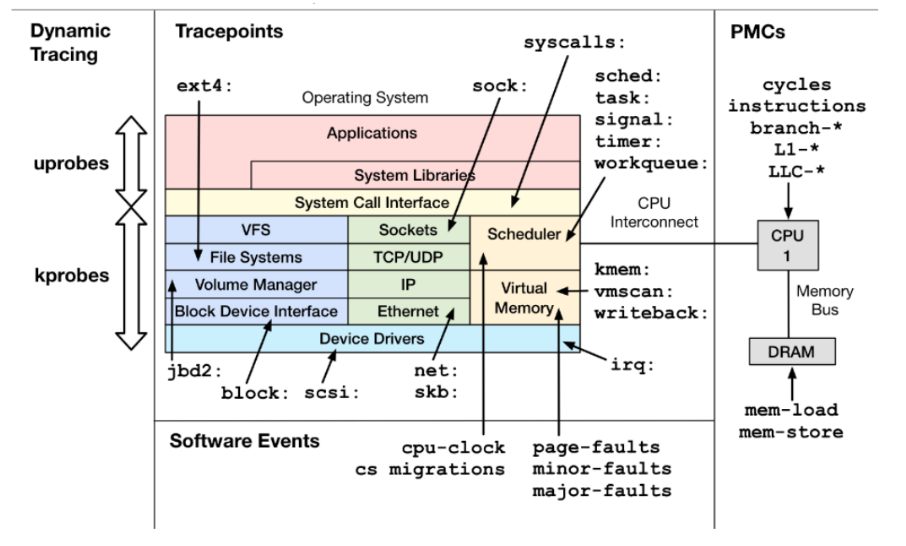 Dynamic
Tracing
uprobes
kprobes
Tracepoints
syscalls:
ext4:
sock:
sched:
task:
signal:
timer:
workqueue:
Operating System
Applications
System Libraries
System Call Interface
VFS
Sockets
Scheduler
File Systems
TCP/UDP
Volume Manager
IP
Virtual
Memory
Block Device Interface
Ethernet
Device Drivers
CPU
Interconnect
kmem:
vmscan:
writeback:
jbd2:
block:
scsi:
net:
skb:
irq:
Software Events
cpu-clock
cs migrations
page-faults
minor-faults
major-faults
PMCs
cycles
instructions
branch-*
L1-*
LLC-*
CPU
1
Memory
Bus
DRAM
mem-load
mem-store